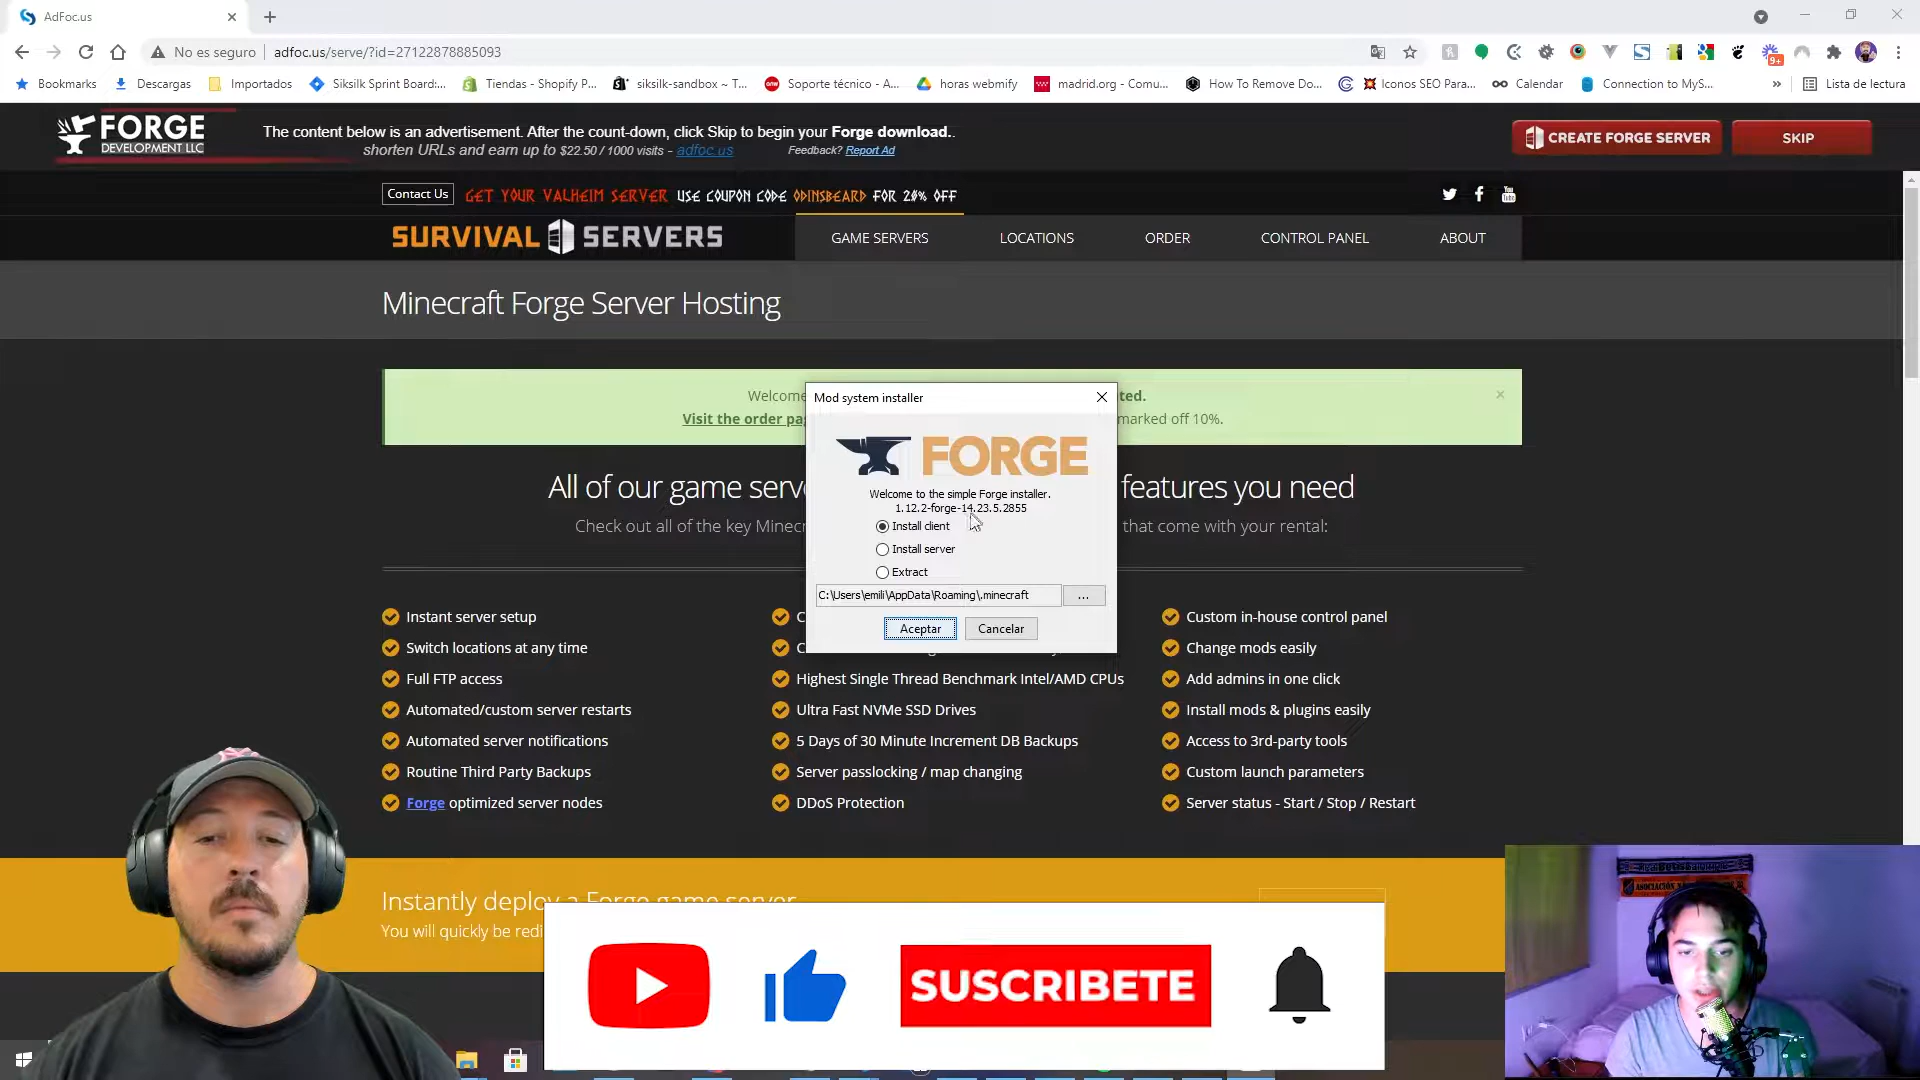 AdFoc.us
No es seguro
adfoc.us/serve/?id=27122878885093
9+
Bookmarks
Descargas
Importados
Siksilk Sprint Board:...
Tiendas - Shopify P...
siksilk-sandbox ~ T...
Soporte técnico - A...
horas webmify
madrid.org - Comu...
How To Remove Do...
Iconos SEO Para...
Calendar
Connection to MyS...
»
Lista de lectura
FORGE
DEVELOPMENT LLC
The content below is an advertisement. After the count-down, click Skip to begin your Forge download..
shorten URLs and earn up to $22.50 / 1000 visits - adfoc.us
Feedback? Report Ad
CREATE FORGE SERVER
SKIP
Contact Us
GET YOUR VALHEIM SERVER USE COUPON CODE ODINSBEARD FOR 20% OFF
You
SURVIVAL SERVERS
GAME SERVERS
LOCATIONS
ORDER
CONTROL PANEL
ABOUT
Minecraft Forge Server Hosting
Welcome
ted.
Visit the order pa
marked off 10%.
Mod system installer
FORGE
Welcome to the simple Forge installer.
1.12.2-forge-14.23.5.2855
Install client
Install server
Extract
C:\Users\emili\AppData\Roaming\.minecraft
...
Aceptar
Cancelar
All of our game serve
features you need
Check out all of the key Minecr
that come with your rental:
Instant server setup
Switch locations at any time
Full FTP access
Automated/custom server restarts
Automated server notifications
Routine Third Party Backups
Forge optimized server nodes
Highest Single Thread Benchmark Intel/AMD CPUs
Ultra Fast NVMe SSD Drives
5 Days of 30 Minute Increment DB Backups
Server passlocking / map changing
DDoS Protection
Custom in-house control panel
Change mods easily
Add admins in one click
Install mods & plugins easily
Access to 3rd-party tools
Custom launch parameters
Server status - Start / Stop / Restart
Instantly deploy a Forge game server
You will quickly be redi
SUSCRIBETE